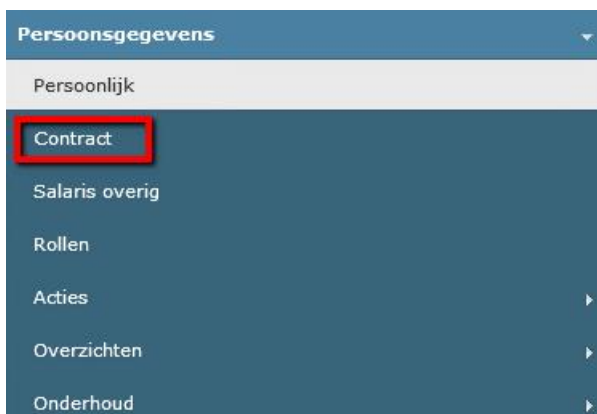 Persoonsgegevens
Persoonlijk
Contract
Salaris overig
Rollen
Acties
Overzichten
Onderhoud